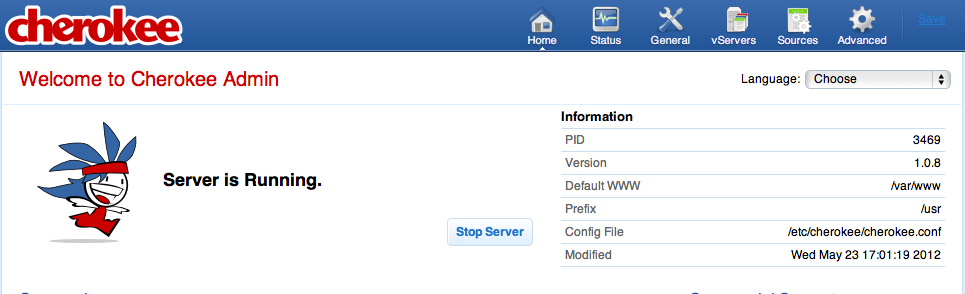 cherokee
Home Status General vServers Sources Advanced Save
Welcome to Cherokee Admin
Language: Choose
Information
PID 3469
Version 1.0.8
Server is Running.
Default WWW /var/www
Prefix /usr
Stop Server
Config File /etc/cherokee/cherokee.conf
Modified Wed May 23 17:01:19 2012